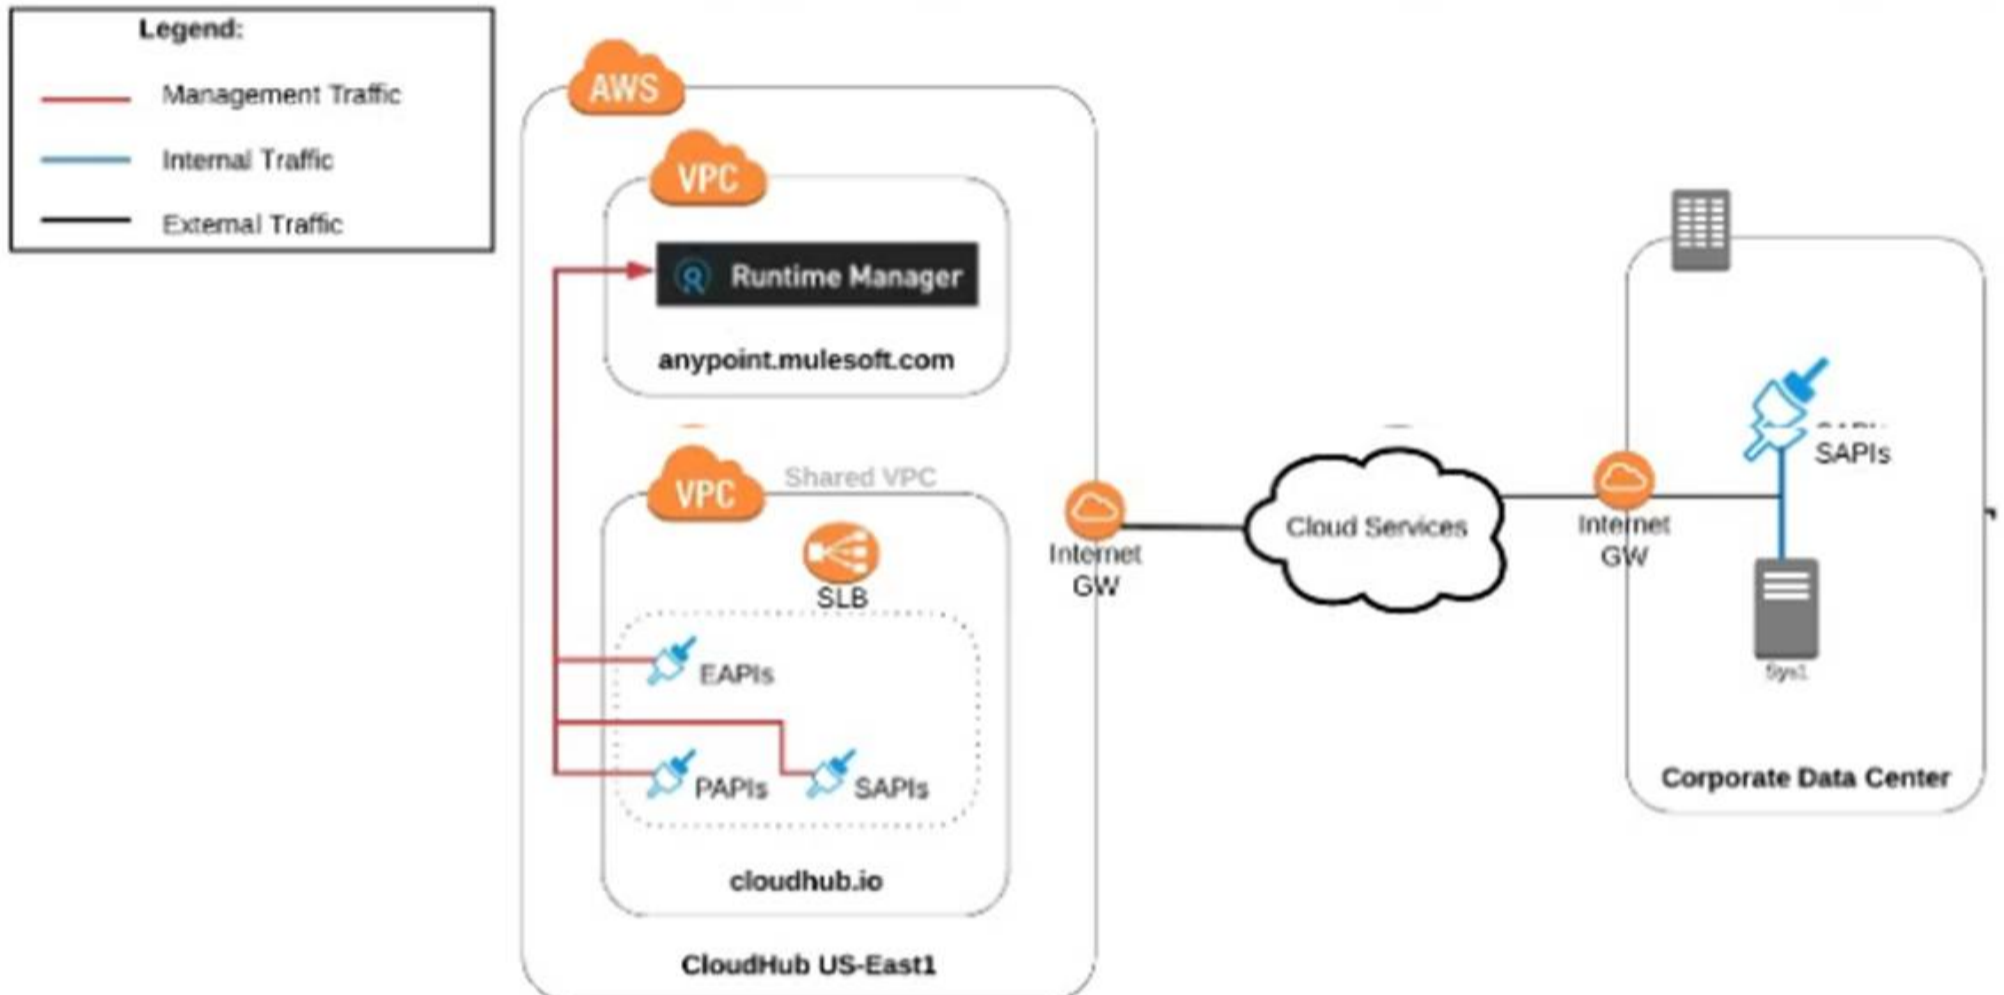 Legend:
Management Traffic
Internal Traffic
External Traffic
AWS
VPC
Runtime Manager
anypoint.mulesoft.com
VPC
Shared VPC
SLB
EAPIs
PAPIs
SAPIs
cloudhub.io
CloudHub US-East1
Internet
GW
Cloud Services
Internet
GW
SAPIs
Sys1
Corporate Data Center